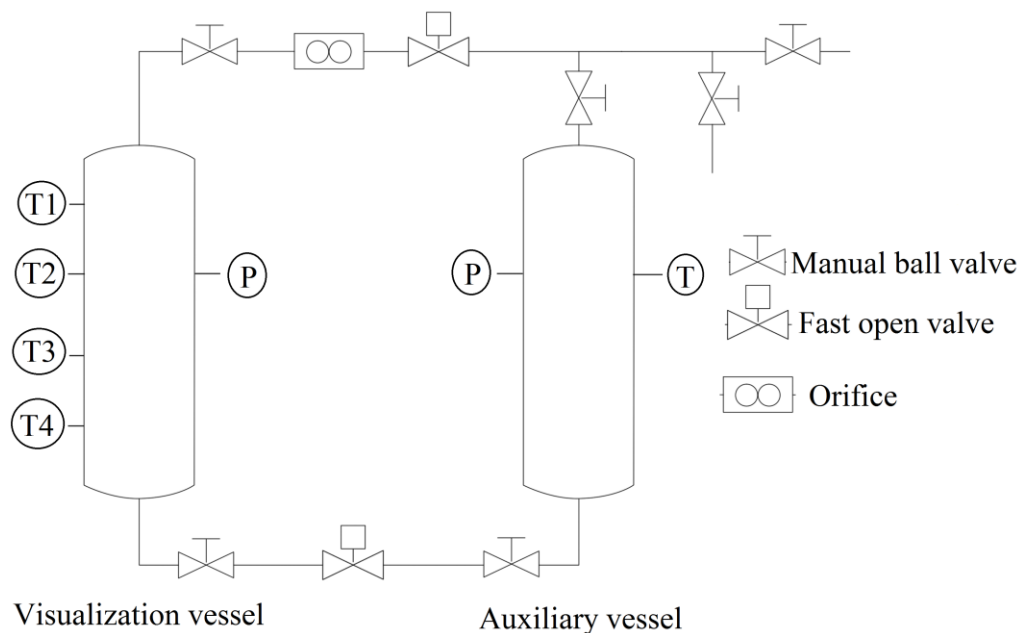 T1
T2
P
P
T
T3
T4
Manual ball valve
Fast open valve
Orifice
Visualization vessel
Auxiliary vessel